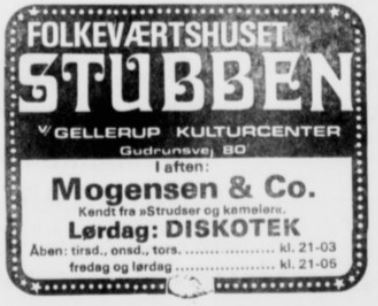 FOLKEVÆRTSHUSET
STUBBEN
v/ GELLERUP KULTURCENTER
Gudrunsvej 80
I aften:
Mogensen & Co.
Kendt fra »Strudser og kameler«.
Lørdag: DISKOTEK
Åben: tirsd., onsd., tors. .................. kl. 21-03
fredag og lørdag .................... kl. 21-05